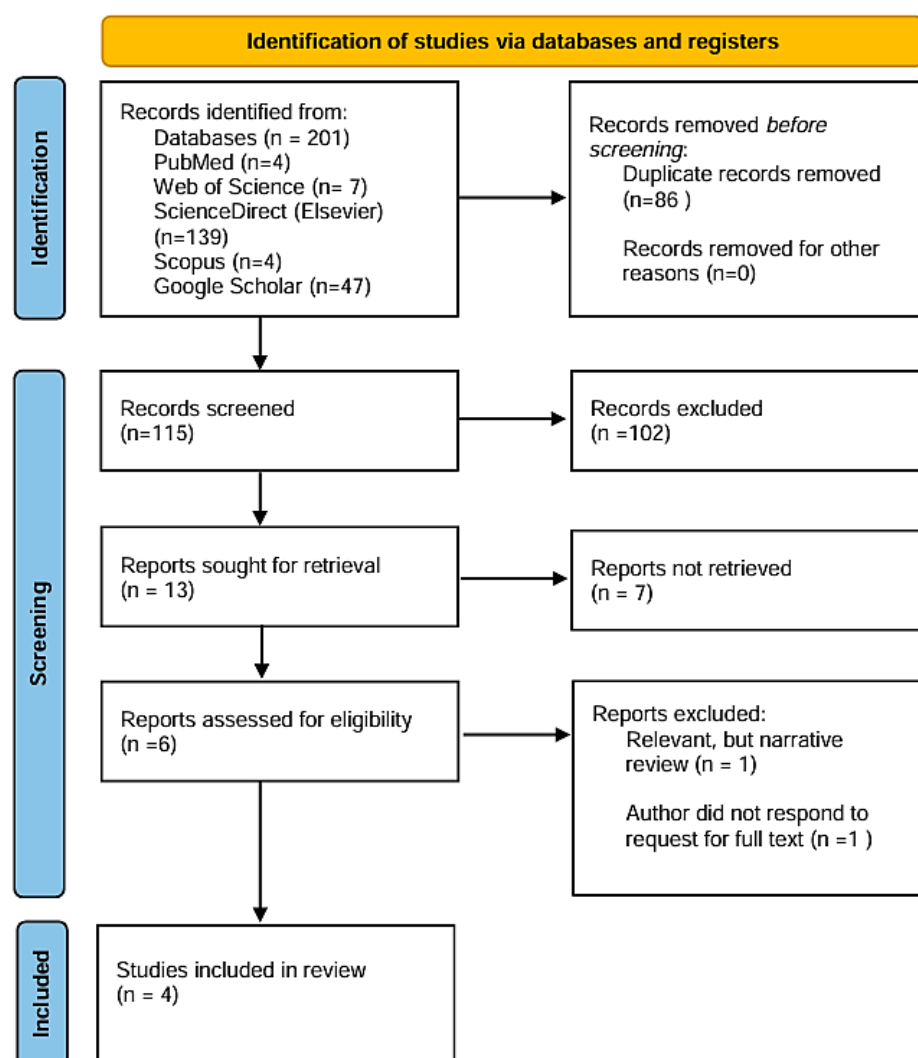 Identification of studies via databases and registers
Identification
Records identified from:
Databases (n = 201)
PubMed (n=4)
Web of Science (n= 7)
ScienceDirect (Elsevier)
(n=139)
Scopus (n=4)
Google Scholar (n=47)
Records removed before
screening:
Duplicate records removed
(n=86 )
Records removed for other
reasons (n=0)
Screening
Records screened
(n=115)
Records excluded
(n =102)
Reports sought for retrieval
(n = 13)
Reports not retrieved
(n = 7)
Reports assessed for eligibility
(n =6)
Reports excluded:
Relevant, but narrative
review (n = 1)
Author did not respond to
request for full text (n =1 )
Included
Studies included in review
(n = 4)